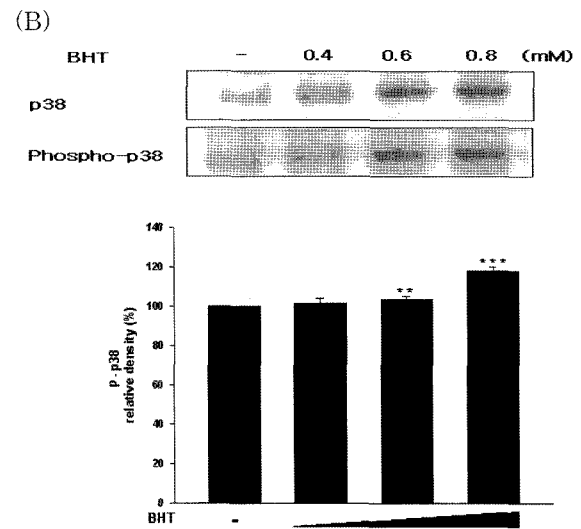 (B)
BHT - 0.4 0.6 0.8 (mM)
p38
Phospho-p38
140
120
100
80
60
40
20
0
p-p38
relative density (%)
**
***
BHT -